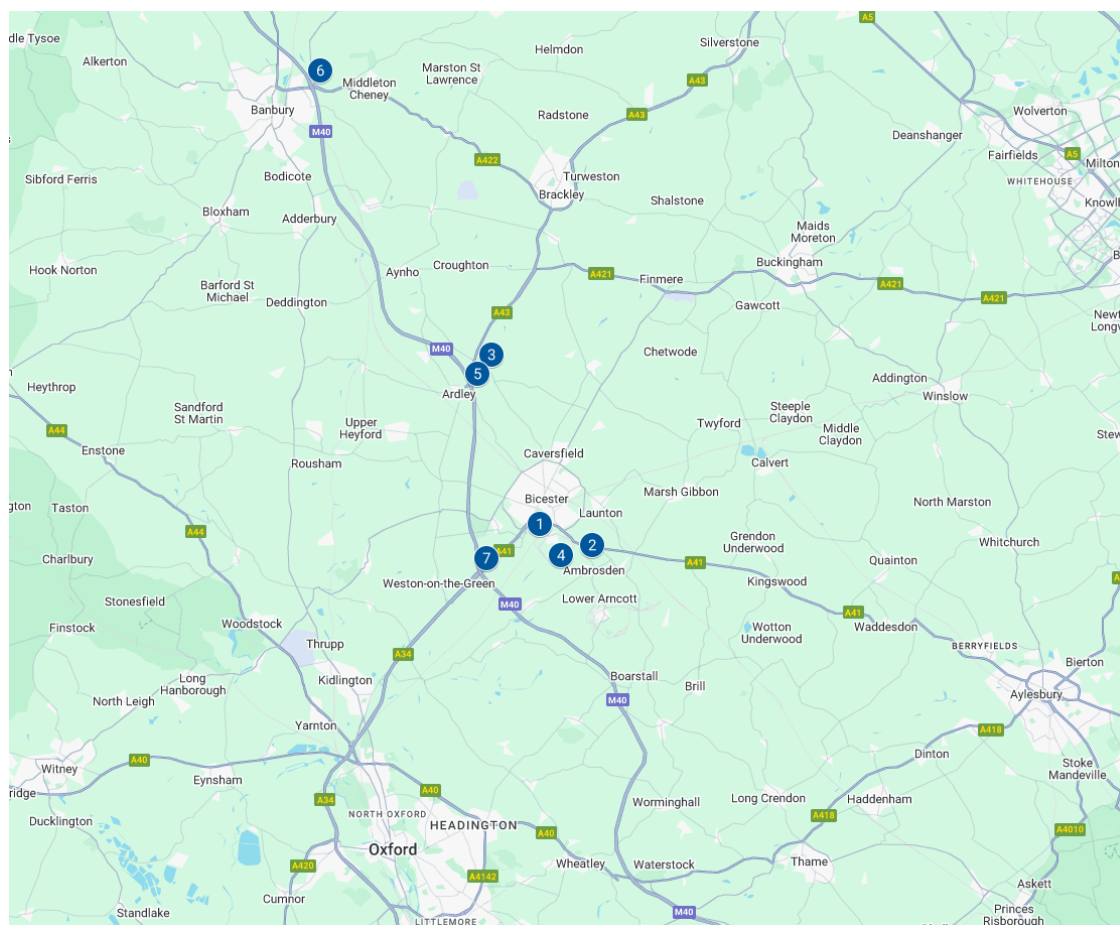 A5
dle Tysoe
Alkerton
Helmdon
Silverstone
Marston St
Lawrence
6
Middleton
Cheney
A43
Banbury
M40
Radstone
A43
Wolverton
Deanshanger
Fairfields
A5
Milton
WHITEHOUSE
A422
Bodicote
Turweston
Brackley
Sibford Ferris
Bloxham
Adderbury
Shalstone
Knowlh
Maids
Moreton
Hook Norton
Aynho
Croughton
Buckingham
B
A421
Finmere
Barford St
Michael
Deddington
A421
A421
Gawcott
A43
Newt
Longv
M40
3
Chetwode
5
Heythrop
Ardley
Addington
Winslow
Sandford
St Martin
A44
Upper
Heyford
Steeple
Claydon
Twyford
Middle
Claydon
Stew
Enstone
Caversfield
Rousham
Calvert
gton
Taston
Bicester
Marsh Gibbon
North Marston
Launton
1
A44
Grendon
Underwood
Whitchurch
2
Charlbury
A41
4
7
Quainton
A41
Ambrosden
A4
Weston-on-the-Green
Kingswood
Stonesfield
M40
Lower Arncott
A41
Finstock
Woodstock
Wotton
Underwood
Waddesdon
Thrupp
A34
BERRYFIELDS
Bierton
Long
Hanborough
Kidlington
Boarstall
Brill
Aylesbury
North Leigh
M40
Yarnton
A418
Dinton
A40
Stoke
Mandeville
Witney
Eynsham
ridge
A34
A40
Worminghall
Long Crendon
Haddenham
Ducklington
NORTH OXFORD
HEADINGTON
A418
A4010
A40
Oxford
A420
Wheatley
Waterstock
Thame
A4142
Cumnor
Askett
Standlake
M40
Princes
Risborough
LITTLEMORE